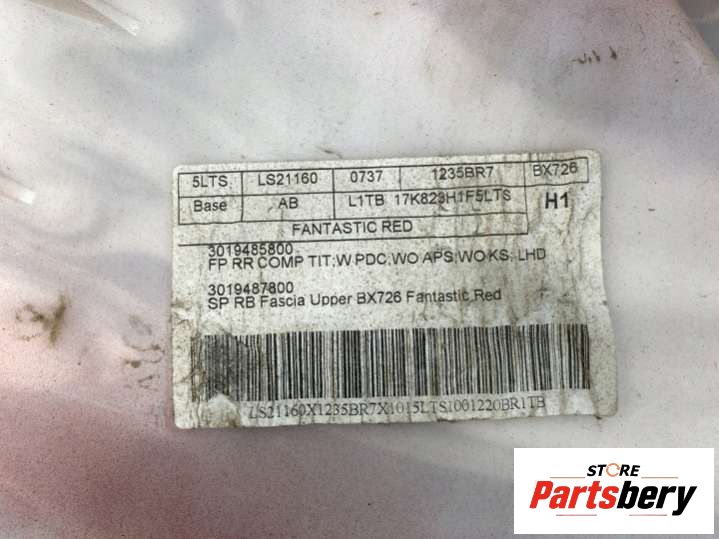 5LTS LS21160 0737 1235BR7 BX726
Base AB L1TB 17K823H1F5LTS H1
FANTASTIC RED
3019485800
FP RR COMP TIT;W PDC;WO APS;WO KS; LHD
3019487800
SP RB Fascia Upper BX726 Fantastic Red
LS21160X1235BR7X1015LTS1001220BR1TB
STORE
Partsbery